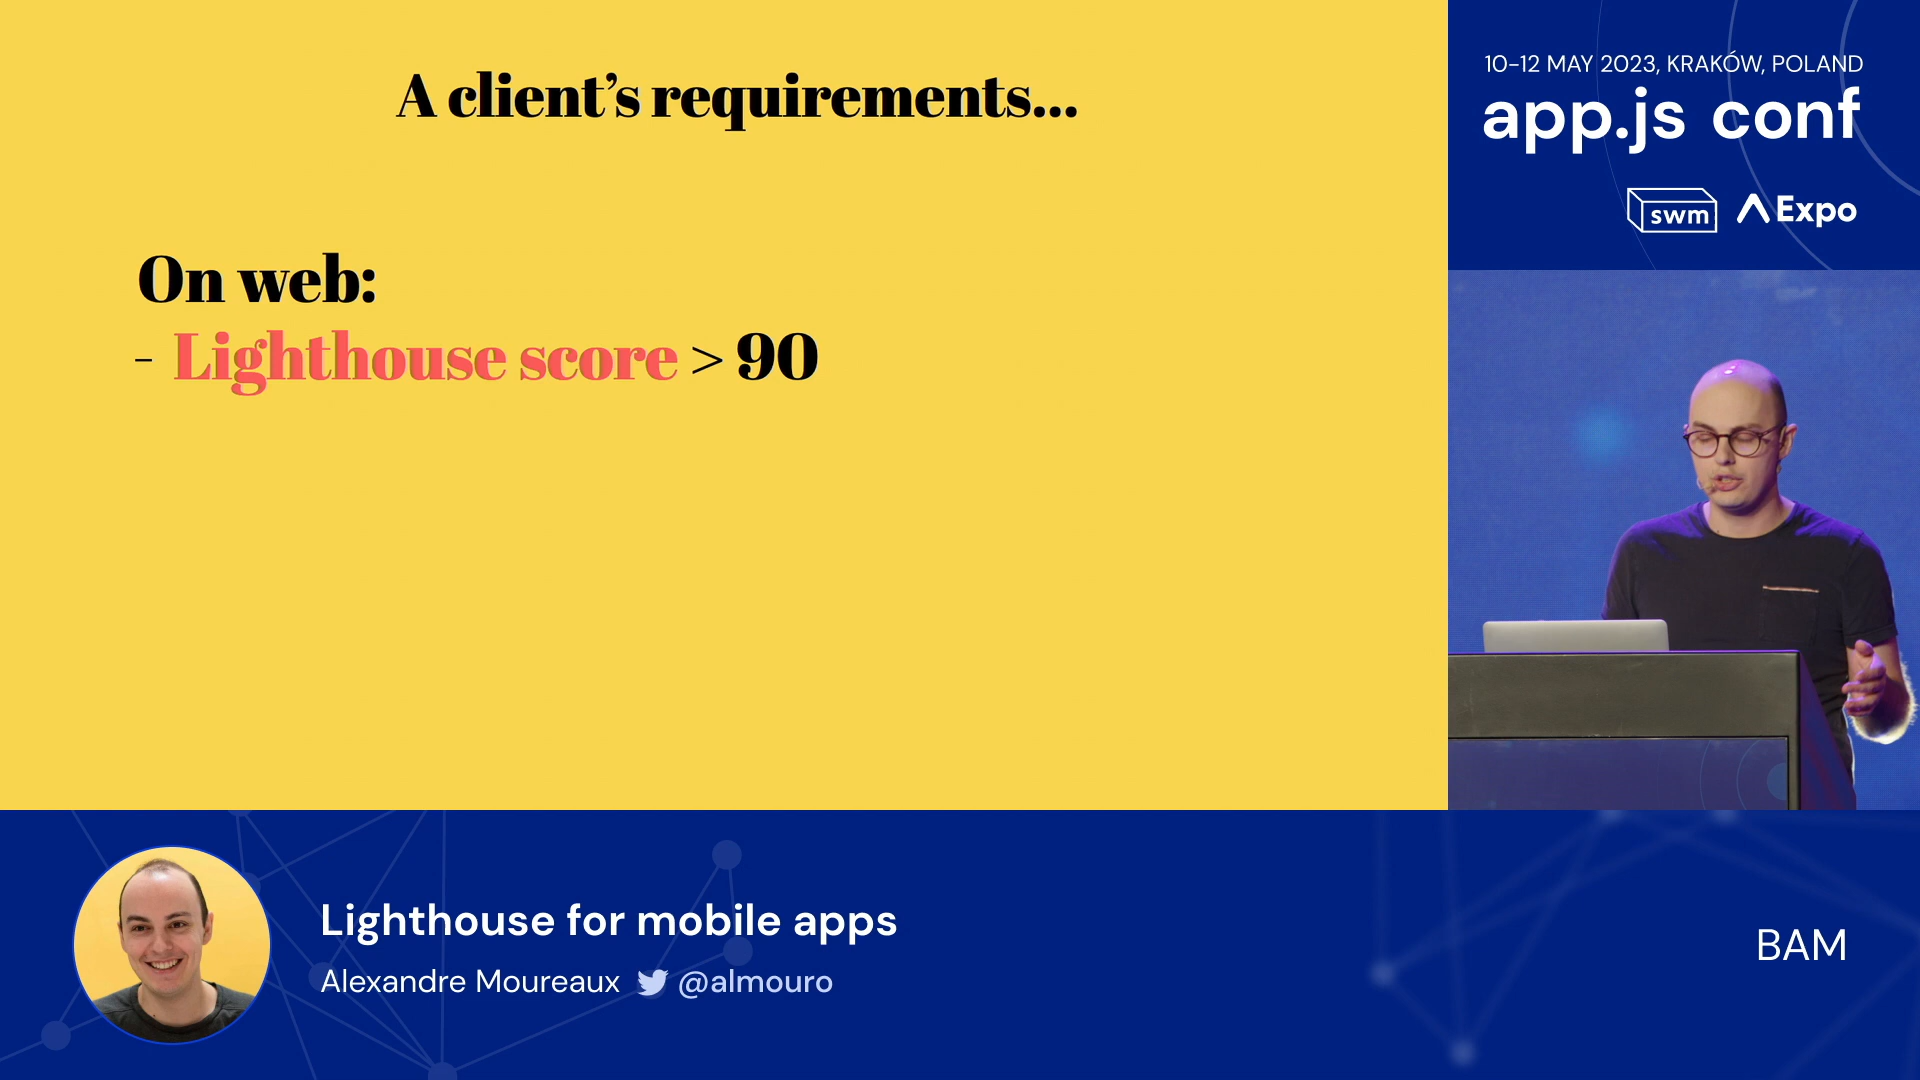 A client’s requirements...
On web:
- Lighthouse score > 90
10-12 MAY 2023, KRAKÓW, POLAND
app.js conf
swm Expo
Lighthouse for mobile apps
Alexandre Moureaux @almouro
BAM